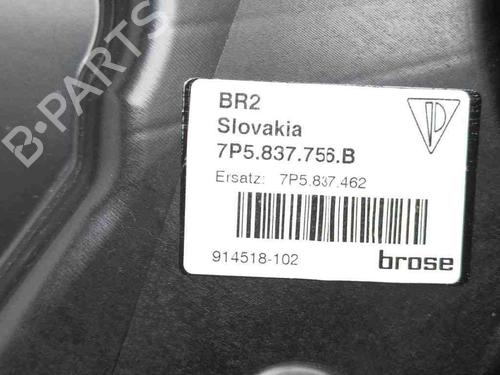 B-PARTS
BR2
Slovakia
7P5.837.756.B
Ersatz: 7P5.837.462
914518-102
brose